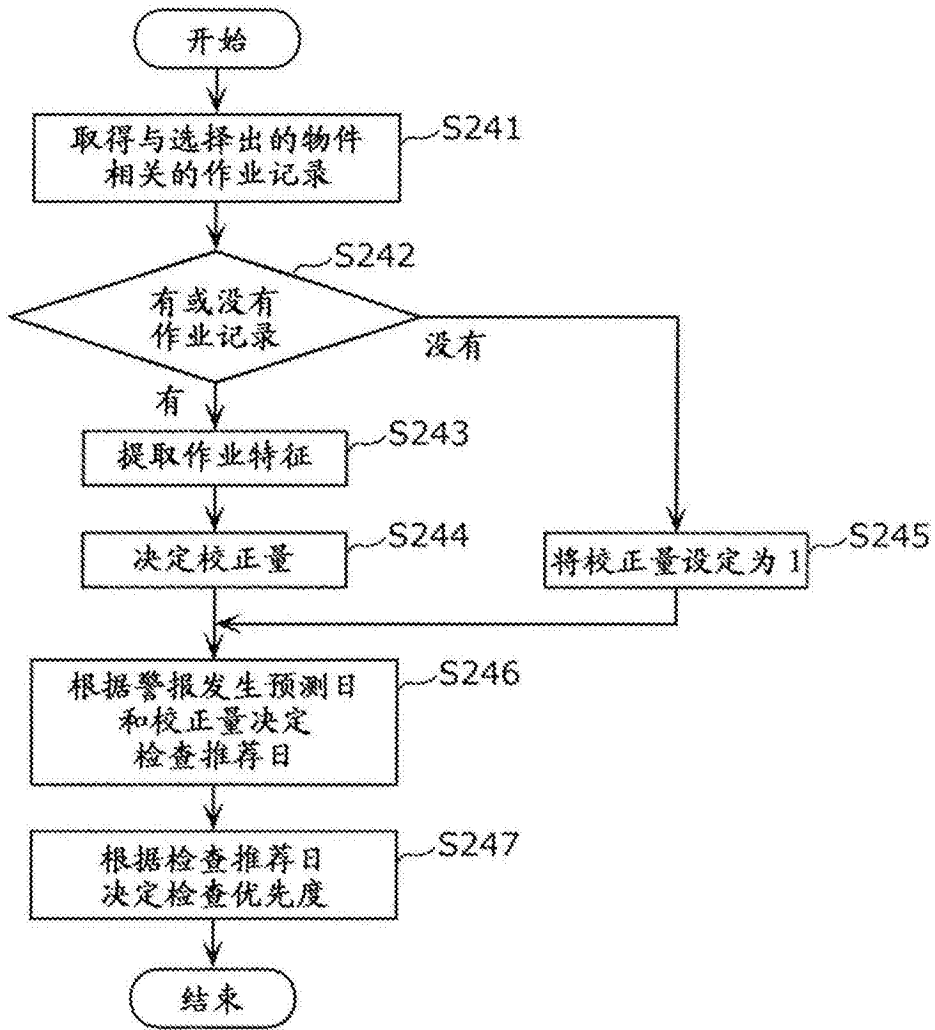 开始
取得与选择出的物件
相关的作业记录
S241
S242
有或没有
作业记录
没有
有
提取作业特征
S243
决定校正量
S244
将校正量设定为 1
S245
根据警报发生预测日
和校正量决定
检查推荐日
S246
根据检查推荐日
决定检查优先度
S247
结束